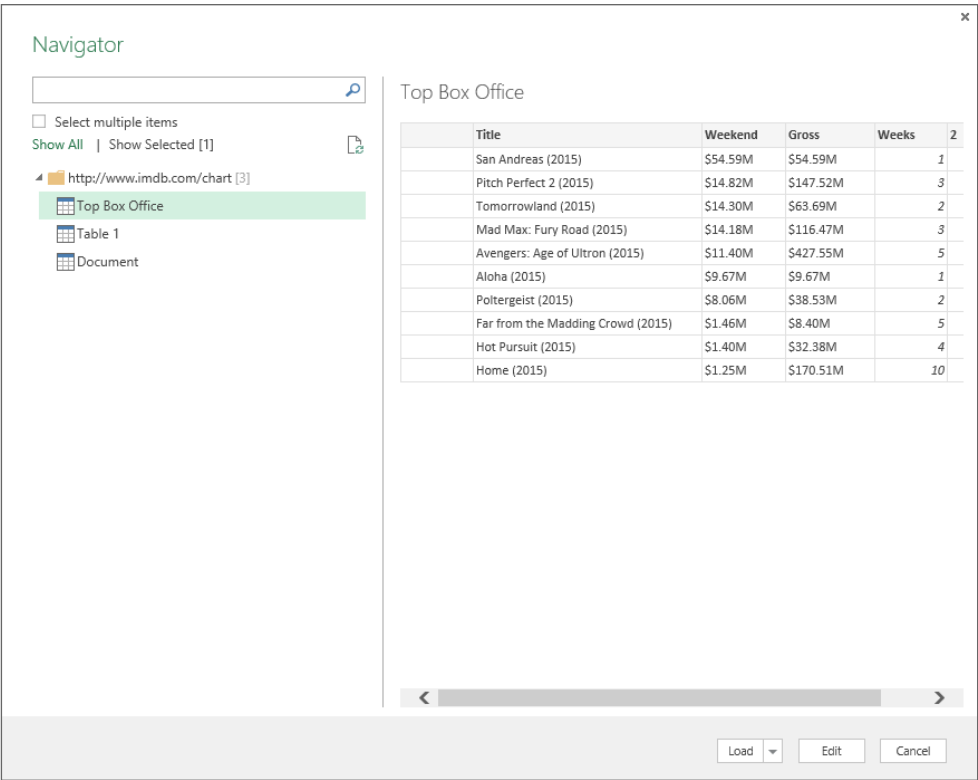 Navigator
Select multiple items
Show All | Show Selected [1]
http://www.imdb.com/chart [3]
Top Box Office
Table 1
Document
Top Box Office
Title Weekend Gross Weeks 2
San Andreas (2015) $54.59M $54.59M 1
Pitch Perfect 2 (2015) $14.82M $147.52M 3
Tomorrowland (2015) $14.30M $63.69M 2
Mad Max: Fury Road (2015) $14.18M $116.47M 3
Avengers: Age of Ultron (2015) $11.40M $427.55M 5
Aloha (2015) $9.67M $9.67M 1
Poltergeist (2015) $8.06M $38.53M 2
Far from the Madding Crowd (2015) $1.46M $8.40M 5
Hot Pursuit (2015) $1.40M $32.38M 4
Home (2015) $1.25M $170.51M 10
Load Edit Cancel